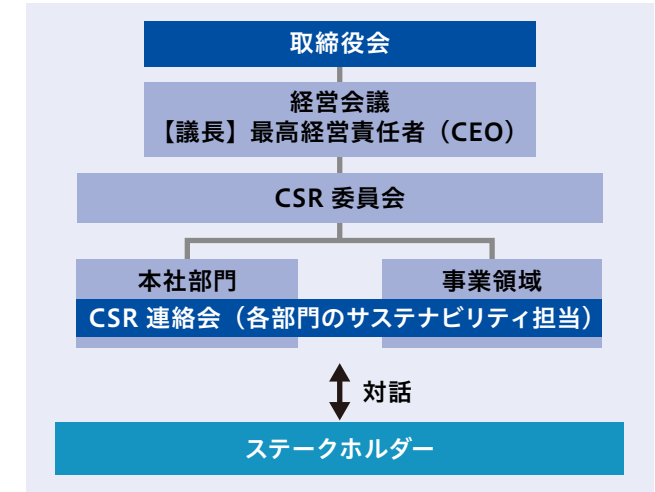 取締役会
経営会議
【議長】最高経営責任者（CEO）
CSR 委員会
本社部門
事業領域
CSR 連絡会（各部門のサステナビリティ担当）
対話
ステークホルダー